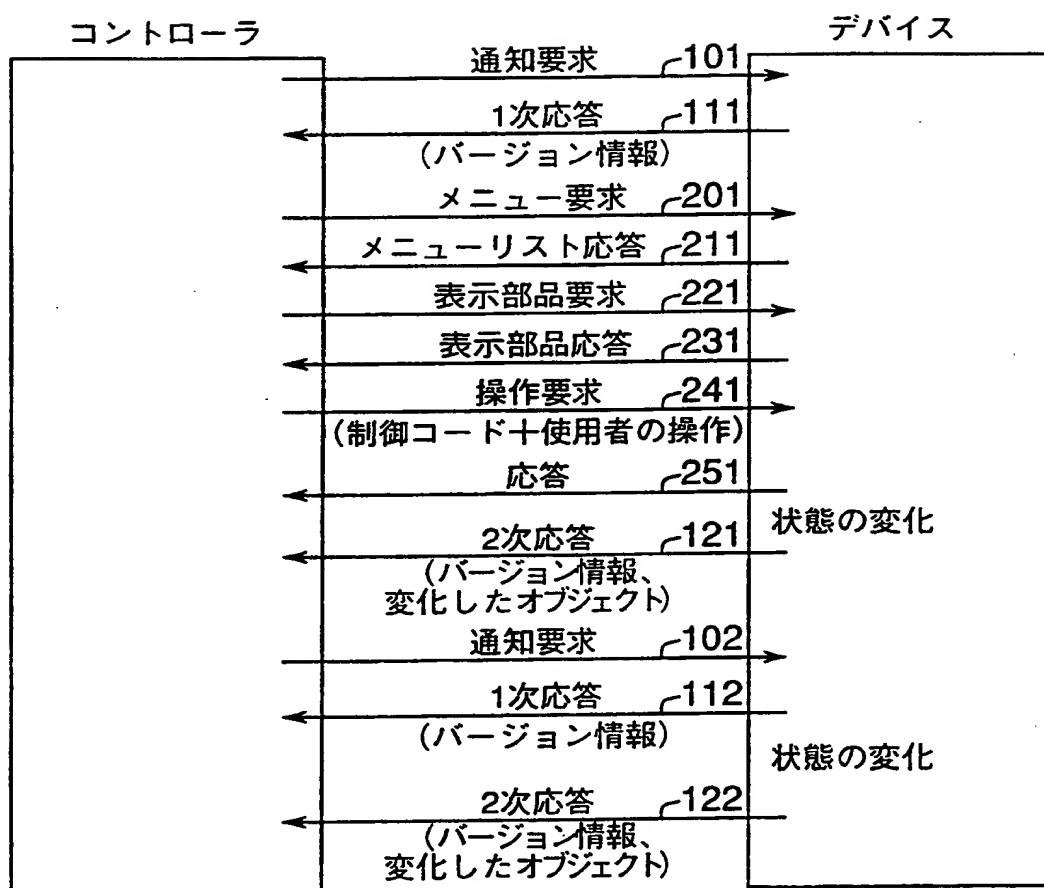 コントローラ
デバイス
通知要求 101
1次応答 111
(バージョン情報)
メニュー要求 201
メニューリスト応答 211
表示部品要求 221
表示部品応答 231
操作要求 241
(制御コード+使用者の操作)
応答 251
状態の変化
2次応答 121
(バージョン情報、
変化したオブジェクト)
通知要求 102
1次応答 112
(バージョン情報)
状態の変化
2次応答 122
(バージョン情報、
変化したオブジェクト)